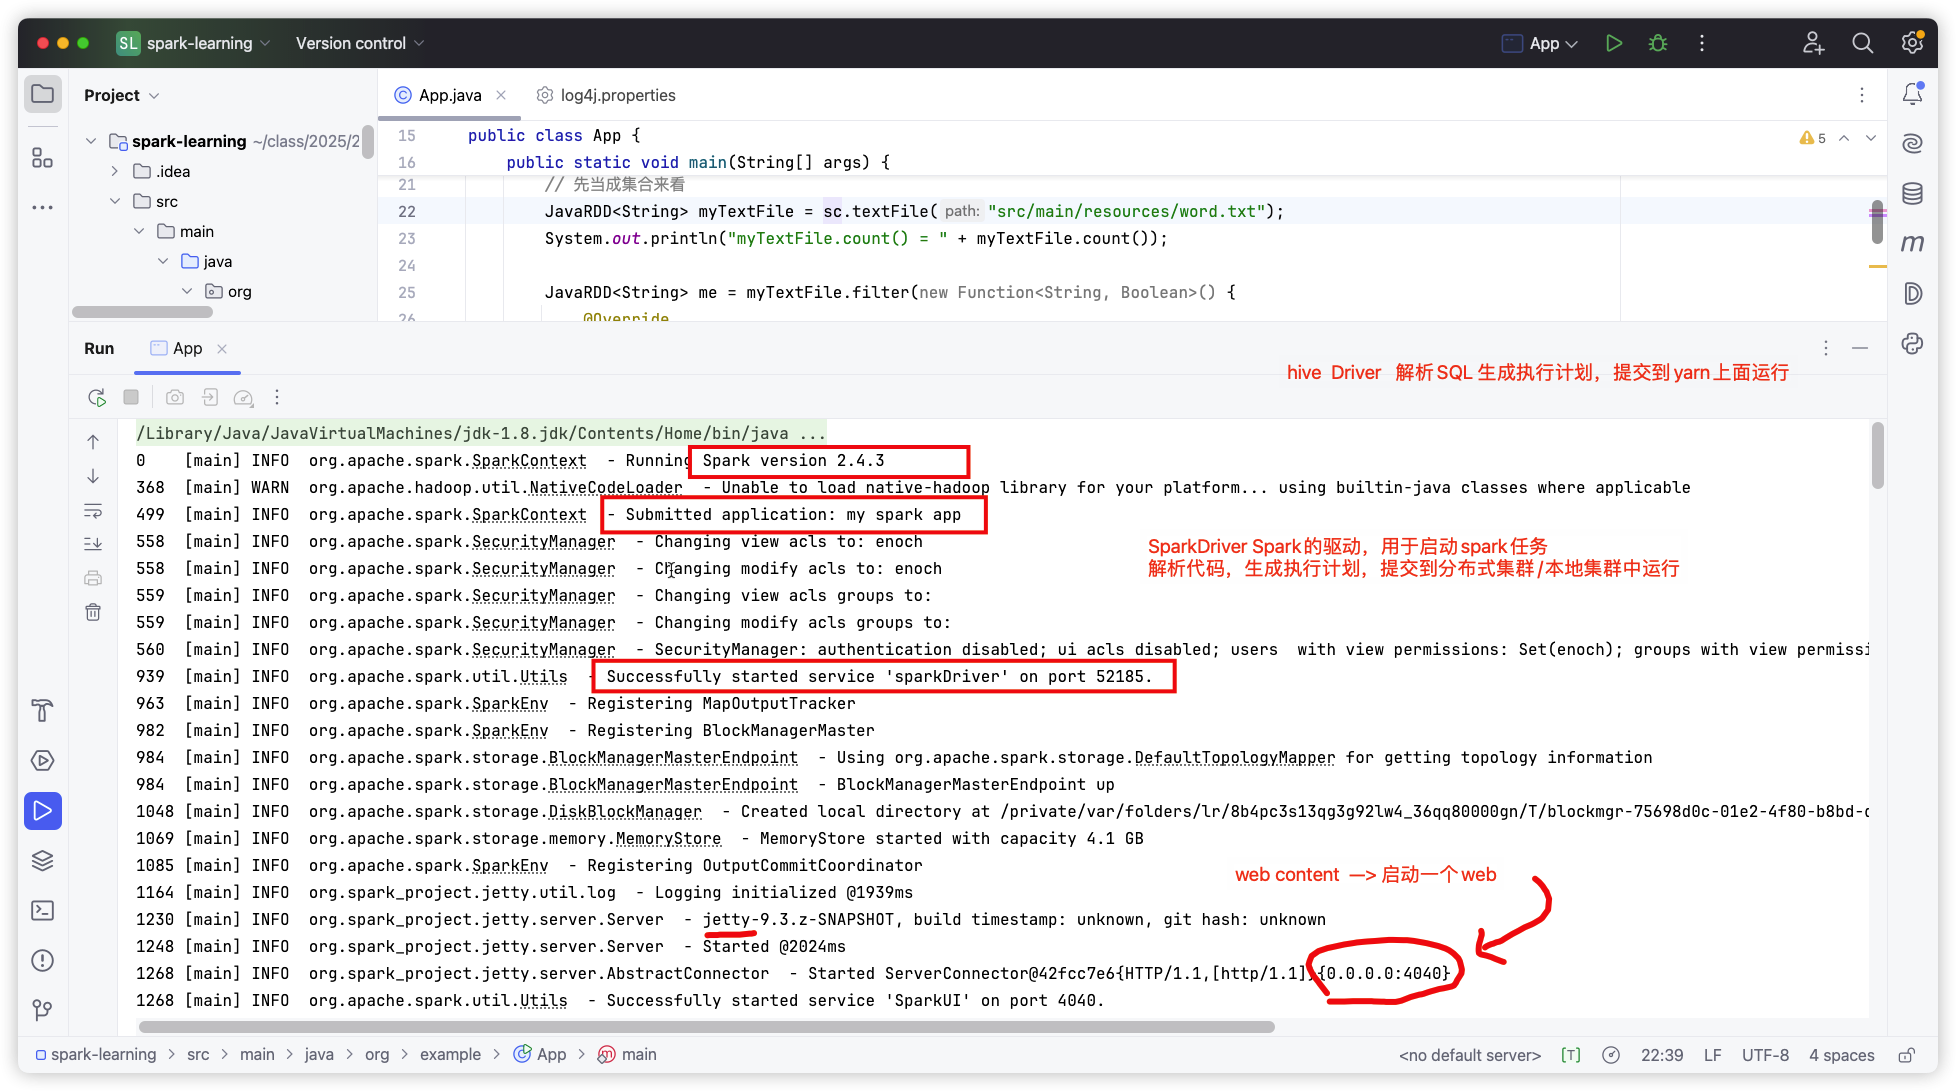 SL spark-learning Version control App
Project
App.java log4j.properties
spark-learning ~/class/2025/2
.idea
src
main
java
org
15 public class App {
16 public static void main(String[] args) {
21 // 先当成集合来看
22 JavaRDD<String> myTextFile = sc.textFile( path: "src/main/resources/word.txt");
23 System.out.println("myTextFile.count() = " + myTextFile.count());
24
25 JavaRDD<String> me = myTextFile.filter(new Function<String, Boolean>() {
26 @Override
5
Run App
hive Driver 解析SQL 生成执行计划，提交到yarn上面运行
/Library/Java/JavaVirtualMachines/jdk-1.8.jdk/Contents/Home/bin/java ...
0 [main] INFO org.apache.spark.SparkContext - Running Spark version 2.4.3
368 [main] WARN org.apache.hadoop.util.NativeCodeLoader - Unable to load native-hadoop library for your platform... using builtin-java classes where applicable
499 [main] INFO org.apache.spark.SparkContext - Submitted application: my spark app
558 [main] INFO org.apache.spark.SecurityManager - Changing view acls to: enoch
558 [main] INFO org.apache.spark.SecurityManager - Changing modify acls to: enoch
559 [main] INFO org.apache.spark.SecurityManager - Changing view acls groups to:
559 [main] INFO org.apache.spark.SecurityManager - Changing modify acls groups to:
SparkDriver Spark的驱动，用于启动spark任务
解析代码，生成执行计划，提交到分布式集群/本地集群中运行
560 [main] INFO org.apache.spark.SecurityManager - SecurityManager: authentication disabled; ui acls disabled; users with view permissions: Set(enoch); groups with view permissi
939 [main] INFO org.apache.spark.util.Utils - Successfully started service 'sparkDriver' on port 52185.
963 [main] INFO org.apache.spark.SparkEnv - Registering MapOutputTracker
982 [main] INFO org.apache.spark.SparkEnv - Registering BlockManagerMaster
984 [main] INFO org.apache.spark.storage.BlockManagerMasterEndpoint - Using org.apache.spark.storage.DefaultTopologyMapper for getting topology information
984 [main] INFO org.apache.spark.storage.BlockManagerMasterEndpoint - BlockManagerMasterEndpoint up
1048 [main] INFO org.apache.spark.storage.DiskBlockManager - Created local directory at /private/var/folders/lr/8b4pc3s13qg3g92lw4_36qq80000gn/T/blockmgr-75698d0c-01e2-4f80-b8bd-
1069 [main] INFO org.apache.spark.storage.memory.MemoryStore - MemoryStore started with capacity 4.1 GB
1085 [main] INFO org.apache.spark.SparkEnv - Registering OutputCommitCoordinator
web content —> 启动一个web
1164 [main] INFO org.spark_project.jetty.util.log - Logging initialized @1939ms
1230 [main] INFO org.spark_project.jetty.server.Server - jetty-9.3.z-SNAPSHOT, build timestamp: unknown, git hash: unknown
1248 [main] INFO org.spark_project.jetty.server.Server - Started @2024ms
1268 [main] INFO org.spark_project.jetty.server.AbstractConnector - Started ServerConnector@42fcc7e6{HTTP/1.1,[http/1.1]}{0.0.0.0:4040}
1268 [main] INFO org.apache.spark.util.Utils - Successfully started service 'SparkUI' on port 4040.
spark-learning > src > main > java > org > example > App > main
<no default server> [T] 22:39 LF UTF-8 4 spaces